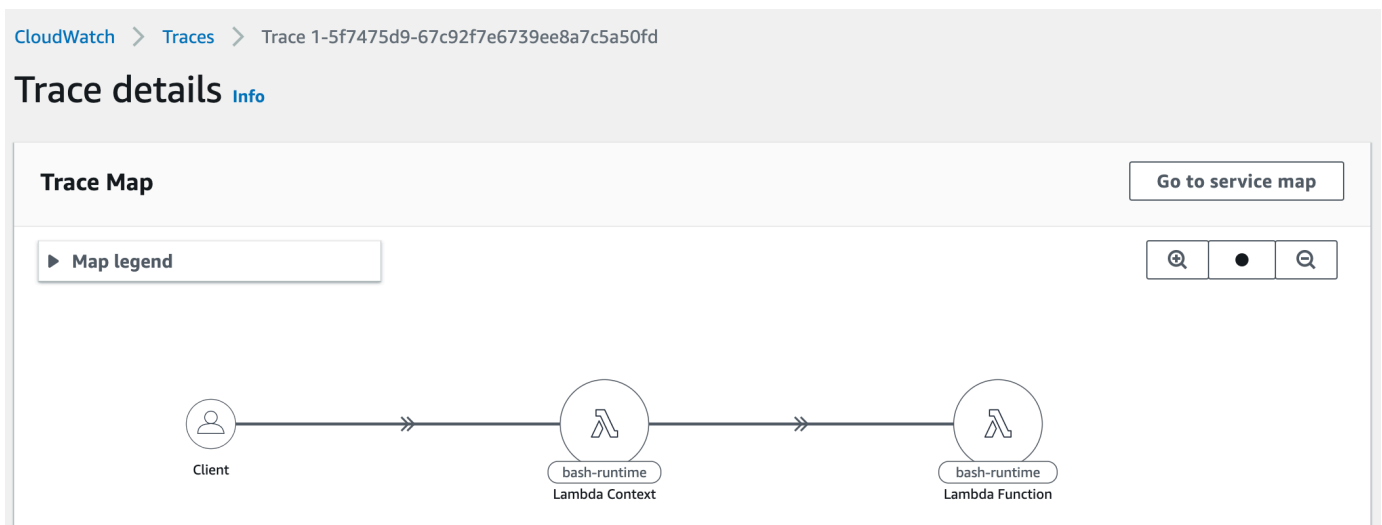 CloudWatch > Traces > Trace 1-5f7475d9-67c92f7e6739ee8a7c5a50fd
Trace details Info
Trace Map
Go to service map
Map legend
Client
bash-runtime
Lambda Context
bash-runtime
Lambda Function